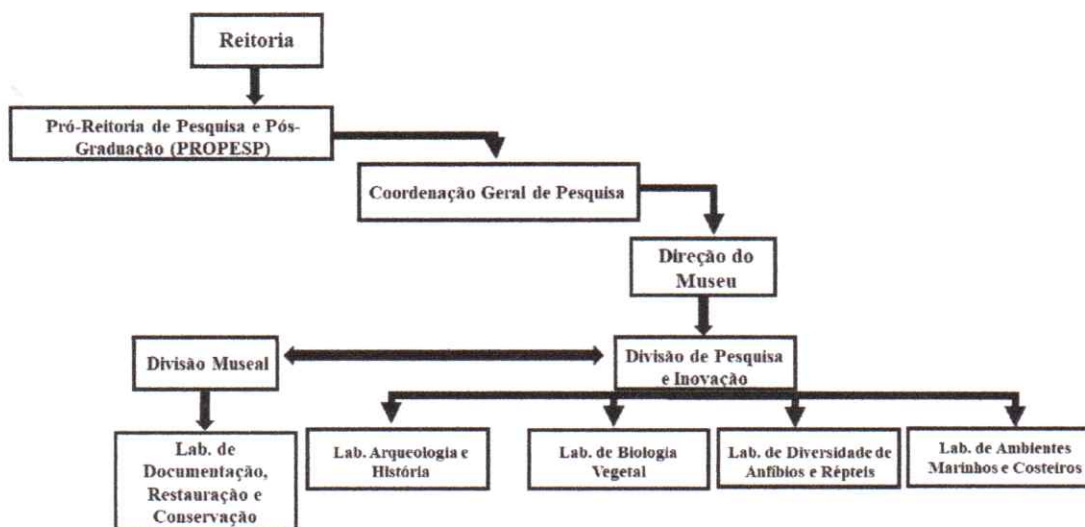 Reitoria
Pró-Reitoria de Pesquisa e Pós-
Graduação (PROPESP)
Coordenação Geral de Pesquisa
Direção do
Museu
Divisão Museal
Divisão de Pesquisa
e Inovação
Lab. de
Documentação,
Restauração e
Conservação
Lab. Arqueologia e
História
Lab. de Biologia
Vegetal
Lab. de Diversidade de
Anfíbios e Répteis
Lab. de Ambientes
Marinhos e Costeiros